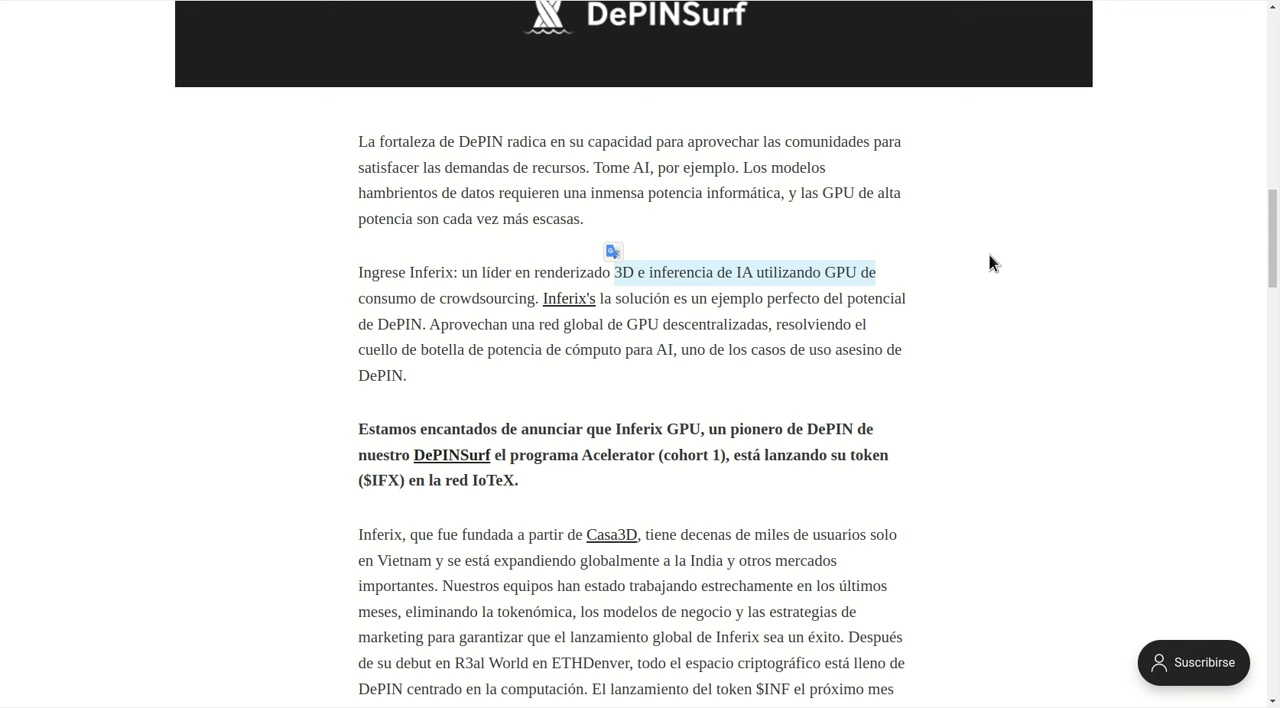 DePINSurf
La fortaleza de DePIN radica en su capacidad para aprovechar las comunidades para
satisfacer las demandas de recursos. Tome AI, por ejemplo. Los modelos
hambrientos de datos requieren una inmensa potencia informática, y las GPU de alta
potencia son cada vez más escasas.
Ingrese Inferix: un líder en renderizado 3D e inferencia de IA utilizando GPU de
consumo de crowdsourcing. Inferix's la solución es un ejemplo perfecto del potencial
de DePIN. Aprovechan una red global de GPU descentralizadas, resolviendo el
cuello de botella de potencia de cómputo para AI, uno de los casos de uso asesino de
DePIN.
Estamos encantados de anunciar que Inferix GPU, un pionero de DePIN de
nuestro DePINSurf el programa Acelerator (cohort 1), está lanzando su token
($IFX) en la red IoTeX.
Inferix, que fue fundada a partir de Casa3D, tiene decenas de miles de usuarios solo
en Vietnam y se está expandiendo globalmente a la India y otros mercados
importantes. Nuestros equipos han estado trabajando estrechamente en los últimos
meses, eliminando la tokenómica, los modelos de negocio y las estrategias de
marketing para garantizar que el lanzamiento global de Inferix sea un éxito. Después
de su debut en R3al World en ETHDenver, todo el espacio criptográfico está lleno de
DePIN centrado en la computación. El lanzamiento del token $INF el próximo mes
Suscribirse